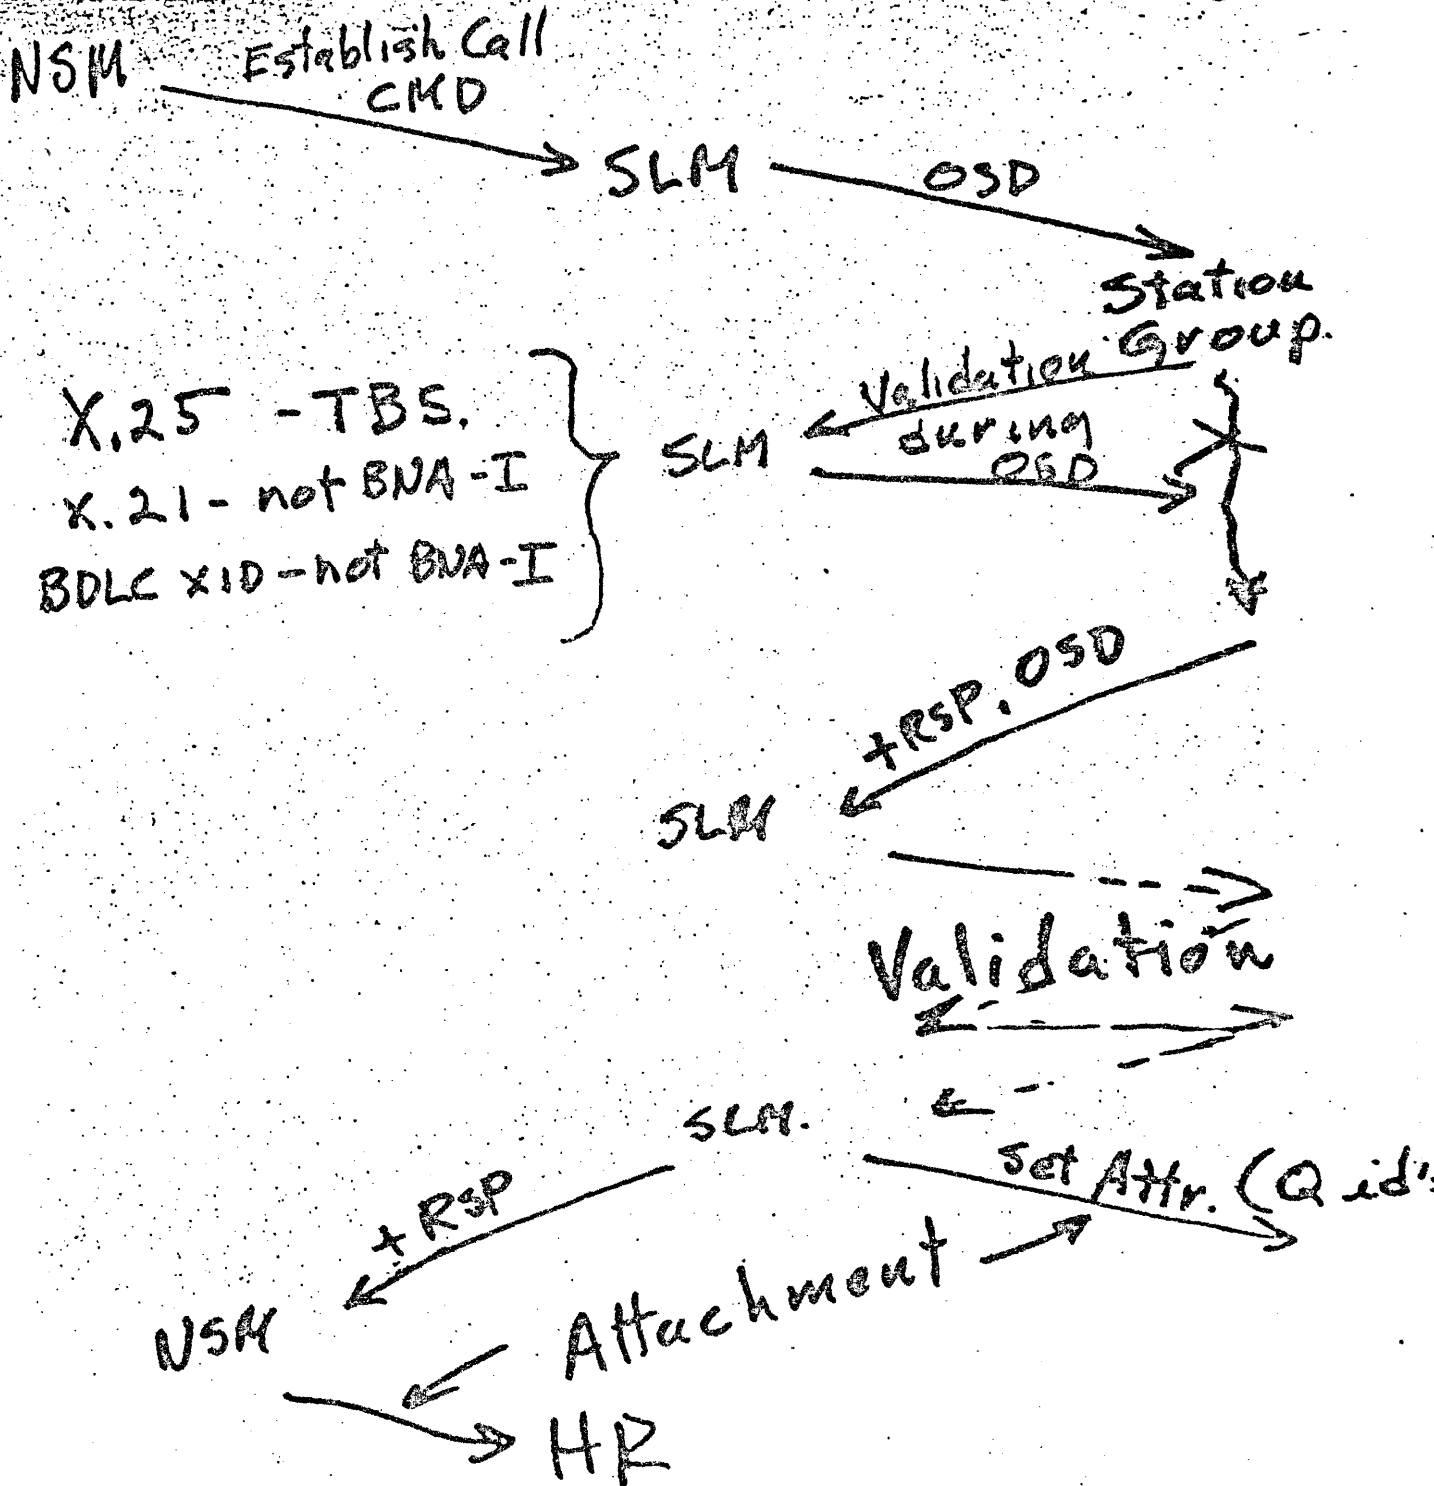 NSM
Establish Call
CMD
SLM
OSD
Station
Group.
Validation
during
OSD
SLM
X.25 - TBS.
X.21 - not BNA-I
BDLC XID - not BNA-I
+RSP, OSD
SLM
Validation
SLM.
Set Attr. (Q id's
+ RSP
Attachment
NSM
HR